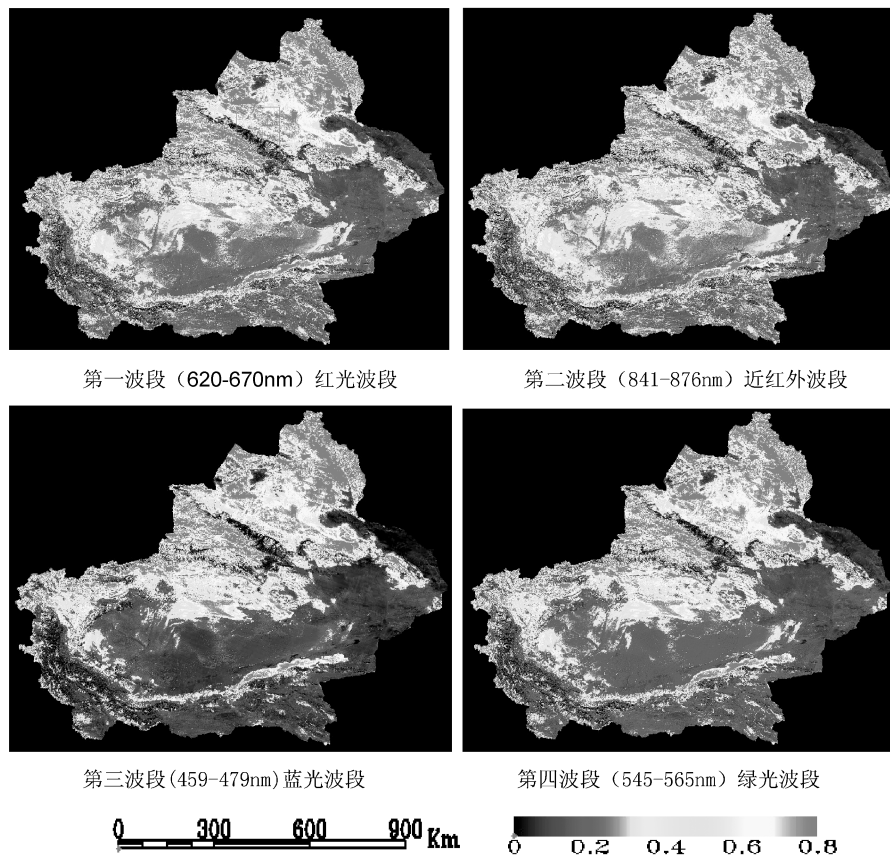 第一波段（620-670nm）红光波段
第二波段（841-876nm）近红外波段
第三波段(459-479nm)蓝光波段
第四波段（545-565nm）绿光波段
0 300 600 900 Km
0 0.2 0.4 0.6 0.8